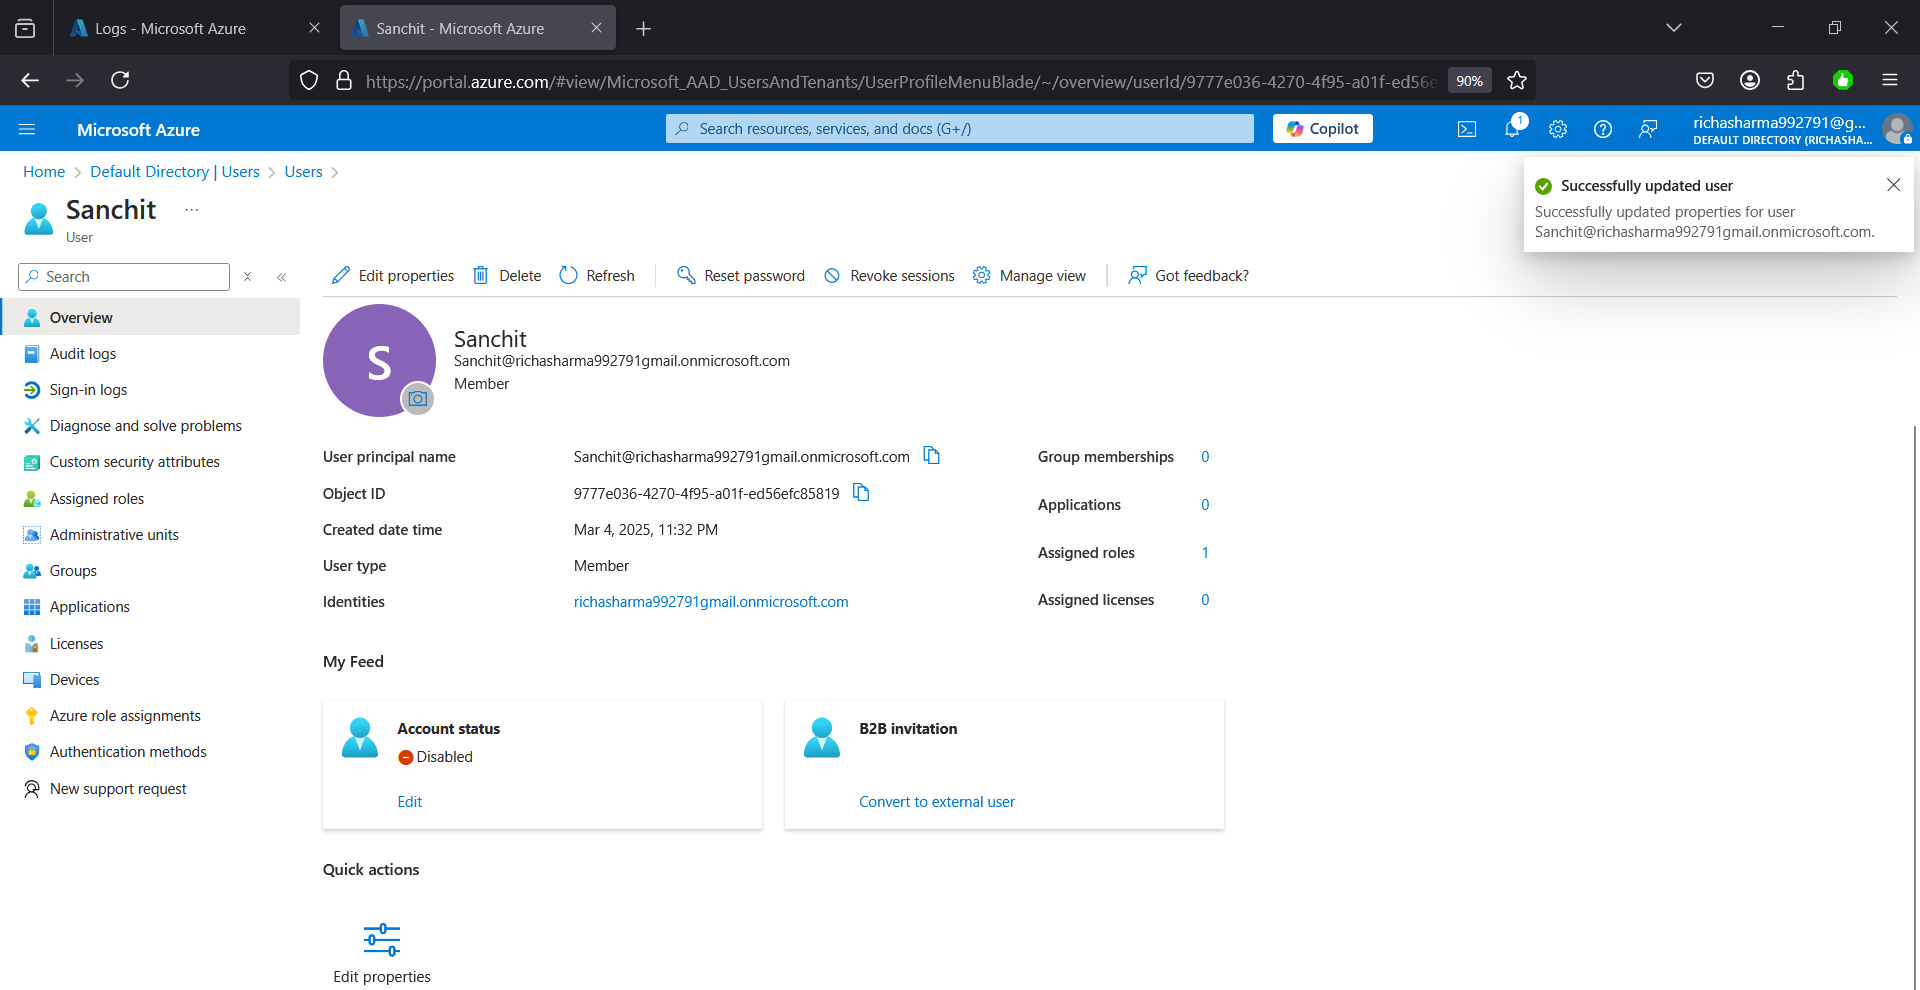 Logs - Microsoft Azure
Sanchit - Microsoft Azure
https://portal.azure.com/#view/Microsoft_AAD_UsersAndTenants/UserProfileMenuBlade/~/overview/userId/9777e036-4270-4f95-a01f-ed56e
90%
Microsoft Azure
Search resources, services, and docs (G+/)
Copilot
1
richasharma992791@g...
DEFAULT DIRECTORY (RICHASHA...
Home > Default Directory | Users > Users >
Sanchit ...
User
Successfully updated user
Successfully updated properties for user
Sanchit@richasharma992791gmail.onmicrosoft.com.
Search
Edit properties
Delete
Refresh
Reset password
Revoke sessions
Manage view
Got feedback?
Overview
Audit logs
Sign-in logs
Diagnose and solve problems
Custom security attributes
Assigned roles
Administrative units
Groups
Applications
Licenses
Devices
Azure role assignments
Authentication methods
New support request
S
Sanchit
Sanchit@richasharma992791gmail.onmicrosoft.com
Member
User principal name Sanchit@richasharma992791gmail.onmicrosoft.com
Object ID 9777e036-4270-4f95-a01f-ed56efc85819
Created date time Mar 4, 2025, 11:32 PM
User type Member
Identities richasharma992791gmail.onmicrosoft.com
Group memberships 0
Applications 0
Assigned roles 1
Assigned licenses 0
My Feed
Account status
Disabled
Edit
B2B invitation
Convert to external user
Quick actions
Edit properties